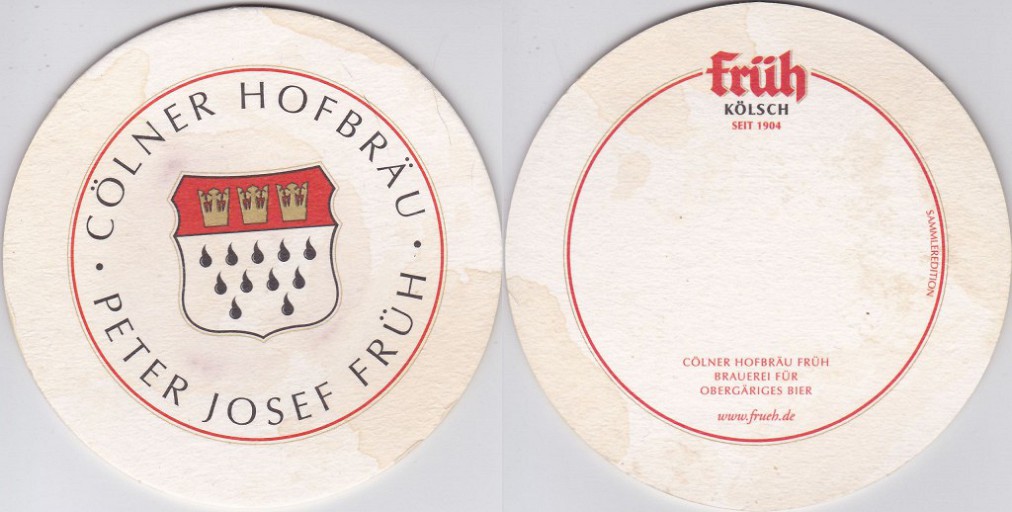 CÖLNER HOFBRÄU
PETER JOSEF FRÜH
Früh
KÖLSCH
SEIT 1904
SAMMLEREDITION
CÖLNER HOFBRÄU FRÜH
BRAUEREI FÜR
OBERGÄRIGES BIER
www.frueh.de